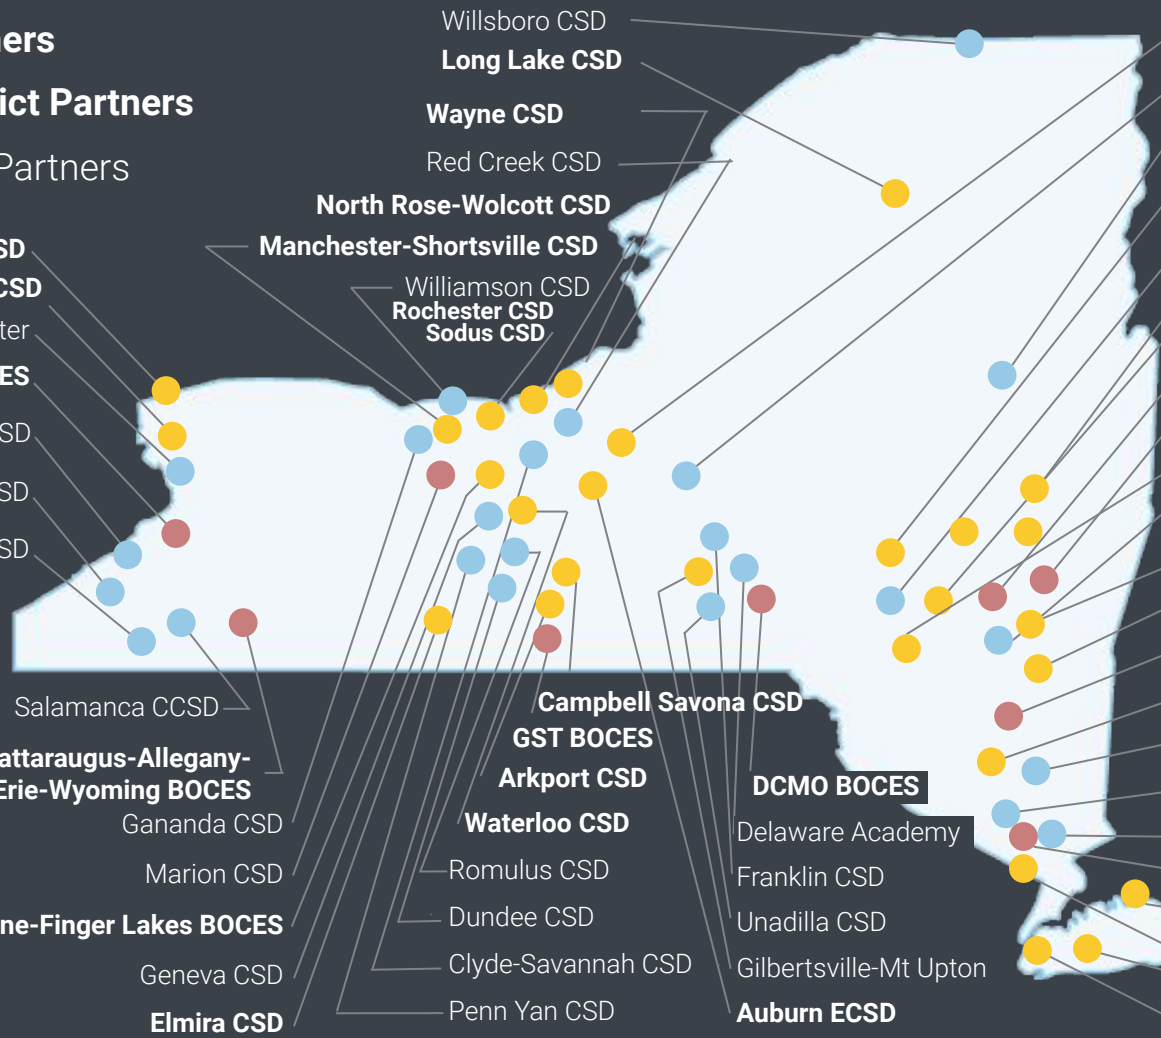 ners
ict Partners
Partners
SD
CSD
ter
ES
SD
SD
SD
Willsboro CSD
Long Lake CSD
Wayne CSD
Red Creek CSD
North Rose-Wolcott CSD
Manchester-Shortsville CSD
Williamson CSD
Rochester CSD
Sodus CSD
Salamanca CCSD
attaraugus-Allegany-
Erie-Wyoming BOCES
Gananda CSD
Marion CSD
ne-Finger Lakes BOCES
Geneva CSD
Elmira CSD
Campbell Savona CSD
GST BOCES
Arkport CSD
Waterloo CSD
Romulus CSD
Dundee CSD
Clyde-Savannah CSD
Penn Yan CSD
DCMO BOCES
Delaware Academy
Franklin CSD
Unadilla CSD
Gilbertsville-Mt Upton
Auburn ECSD